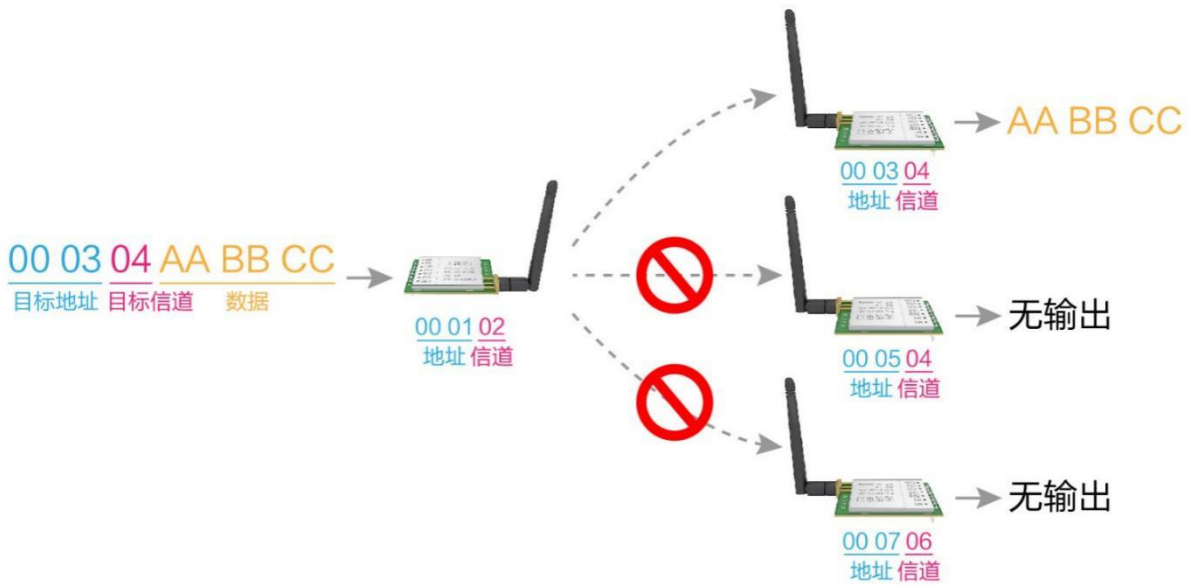 00 03 04 AA BB CC
目标地址 目标信道 数据
00 01 02
地址 信道
AA BB CC
00 03 04
地址 信道
无输出
00 05 04
地址 信道
无输出
00 07 06
地址 信道